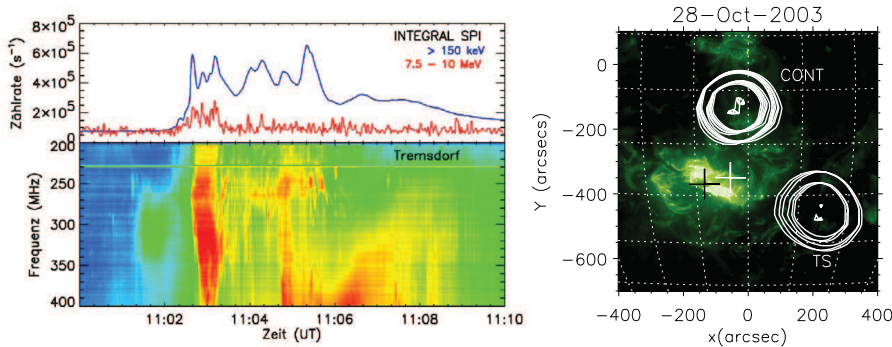 8×10⁵
6×10⁵
4×10⁵
2×10⁵
0
Zählrate (s⁻¹)
INTEGRAL SPI
> 150 keV
7.5 − 10 MeV
200
250
300
350
400
Frequenz (MHz)
Tremsdorf
11:02
11:04
11:06
11:08
11:10
Zeit (UT)
28-Oct-2003
CONT
TS
0
−200
−400
−600
Y (arcsecs)
−400
−200
0
200
400
x(arcsec)